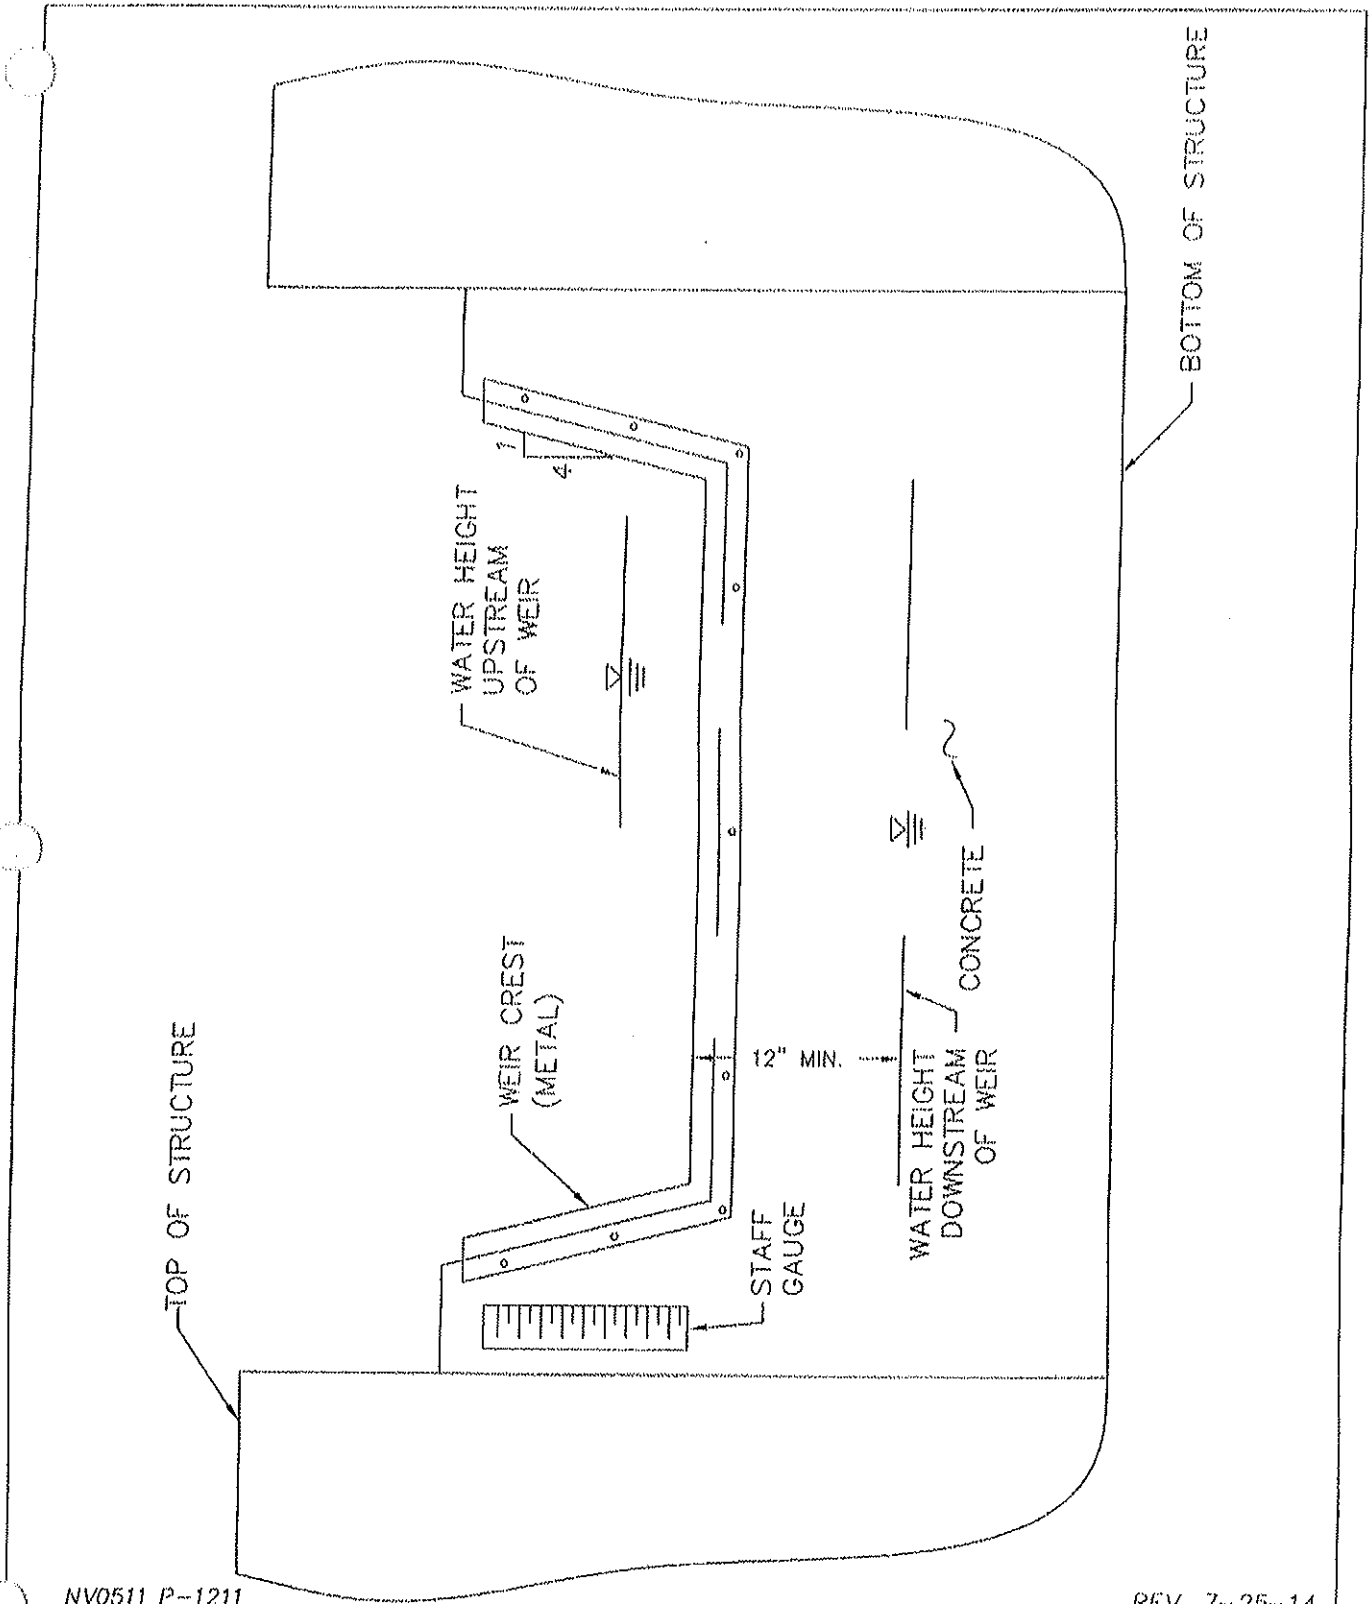 TOP OF STRUCTURE
WEIR CREST
(METAL)
WATER HEIGHT
UPSTREAM
OF WEIR
1
4
STAFF
GAUGE
12" MIN.
WATER HEIGHT
DOWNSTREAM
OF WEIR
CONCRETE
BOTTOM OF STRUCTURE
NV0511 P-1211
REV. 7-25-14